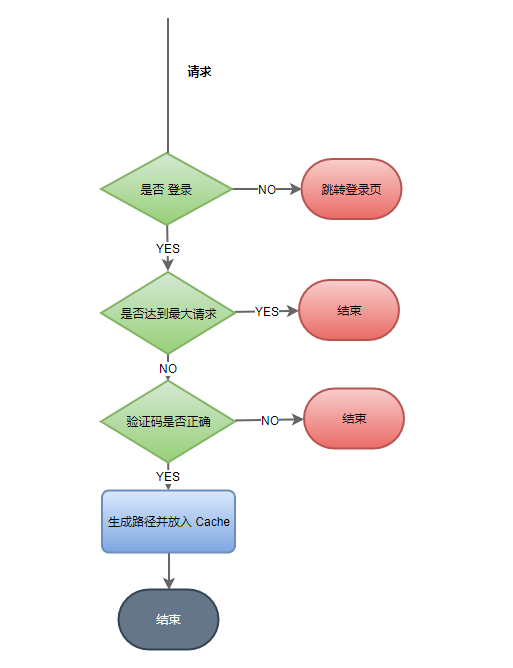 请求
是否 登录
NO
跳转登录页
YES
是否达到最大请求
YES
结束
NO
验证码是否正确
NO
结束
YES
生成路径并放入 Cache
结束